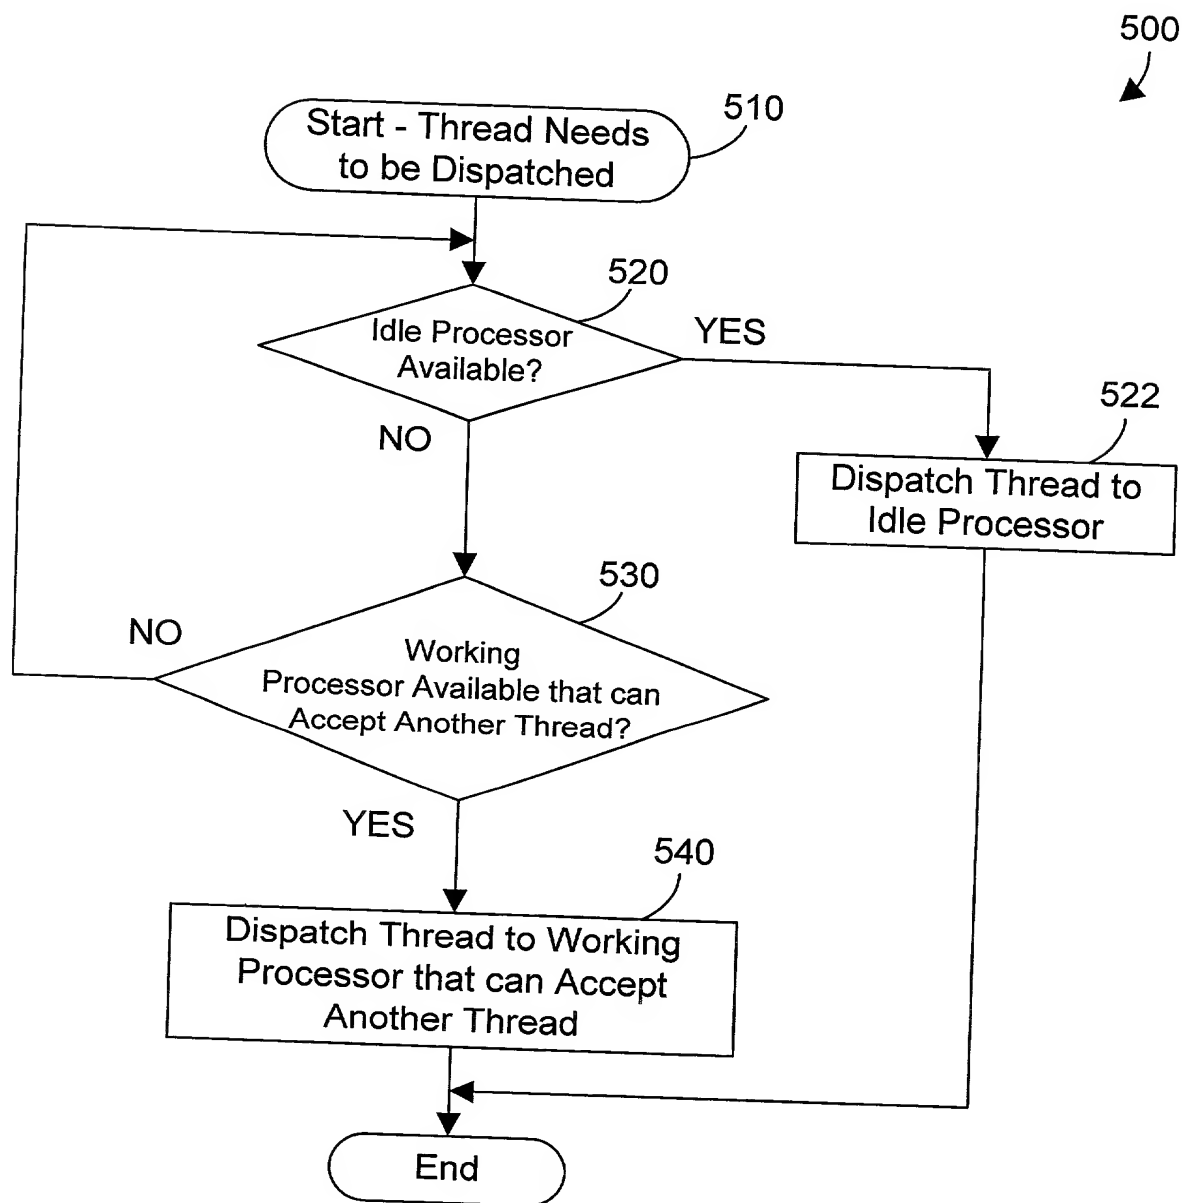 500
510
Start - Thread Needs
to be Dispatched
520
Idle Processor
Available?
YES
NO
522
Dispatch Thread to
Idle Processor
530
NO
Working
Processor Available that can
Accept Another Thread?
YES
540
Dispatch Thread to Working
Processor that can Accept
Another Thread
End